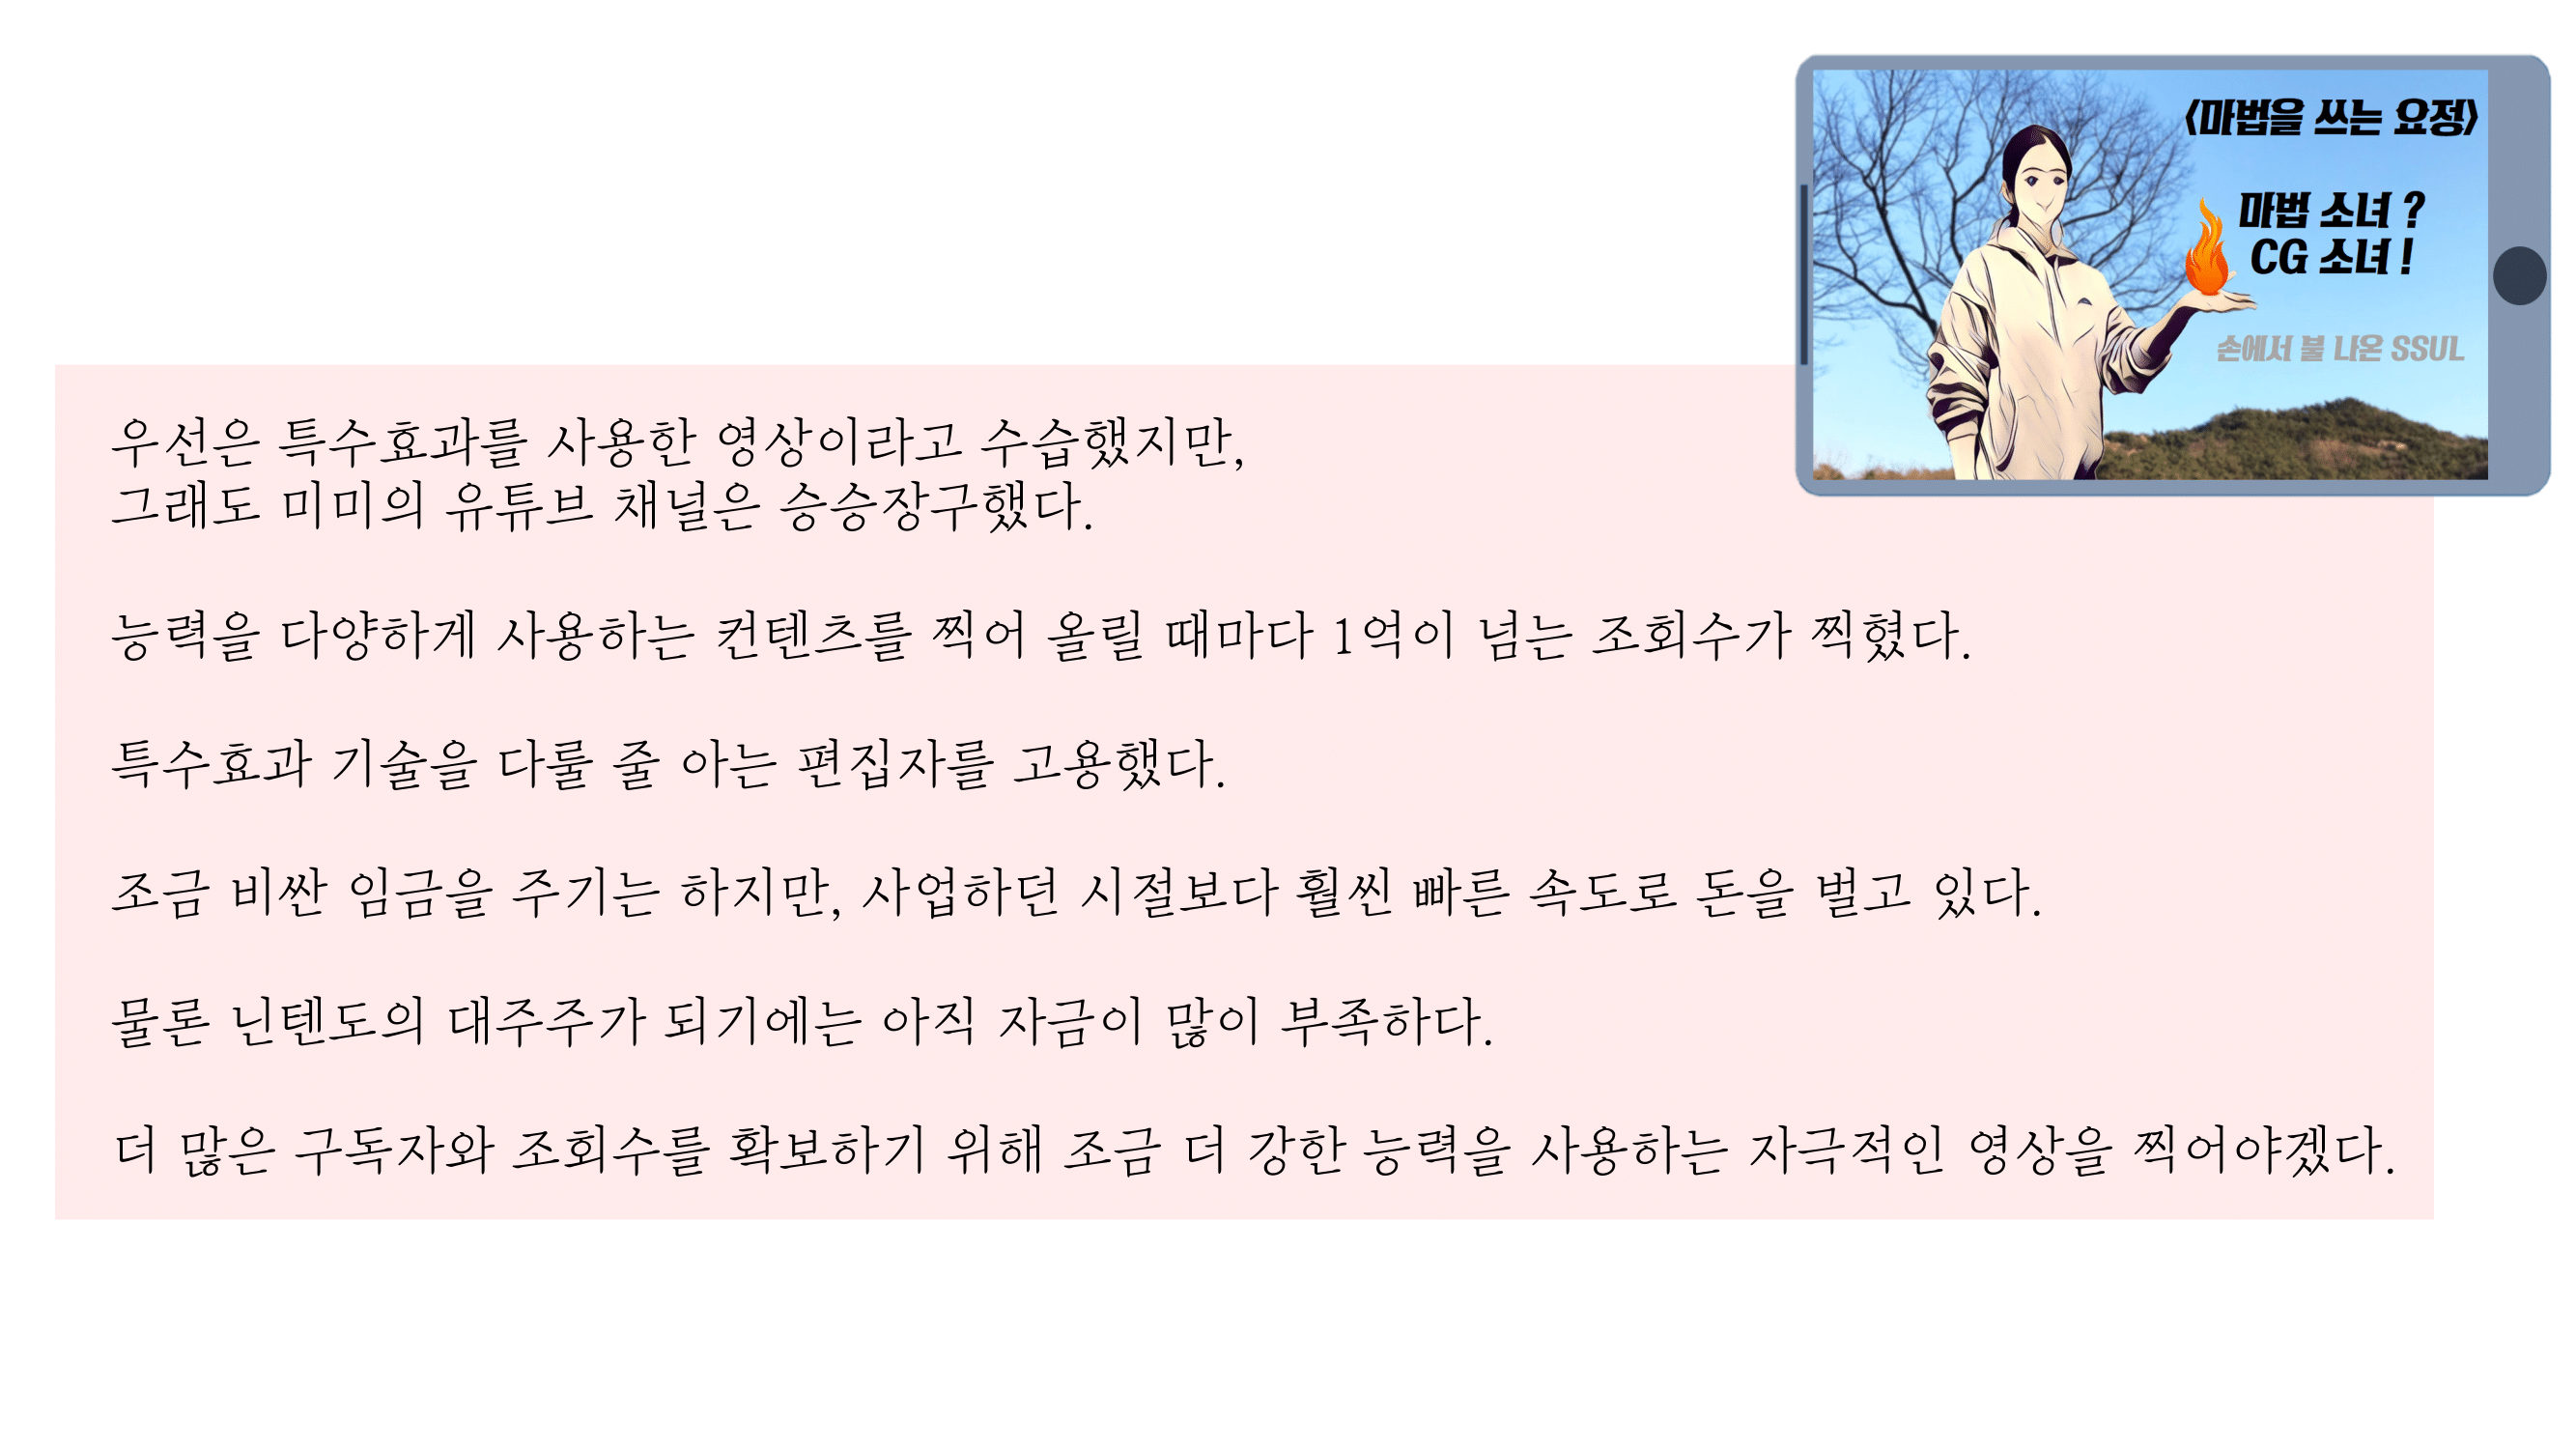 <마법을 쓰는 요정>
마법 소녀 ?
CG 소녀 !
손에서 불 나온 SSUL
우선은 특수효과를 사용한 영상이라고 수습했지만,
그래도 미미의 유튜브 채널은 승승장구했다.
능력을 다양하게 사용하는 컨텐츠를 찍어 올릴 때마다 1억이 넘는 조회수가 찍혔다.
특수효과 기술을 다룰 줄 아는 편집자를 고용했다.
조금 비싼 임금을 주기는 하지만, 사업하던 시절보다 훨씬 빠른 속도로 돈을 벌고 있다.
물론 닌텐도의 대주주가 되기에는 아직 자금이 많이 부족하다.
더 많은 구독자와 조회수를 확보하기 위해 조금 더 강한 능력을 사용하는 자극적인 영상을 찍어야겠다.